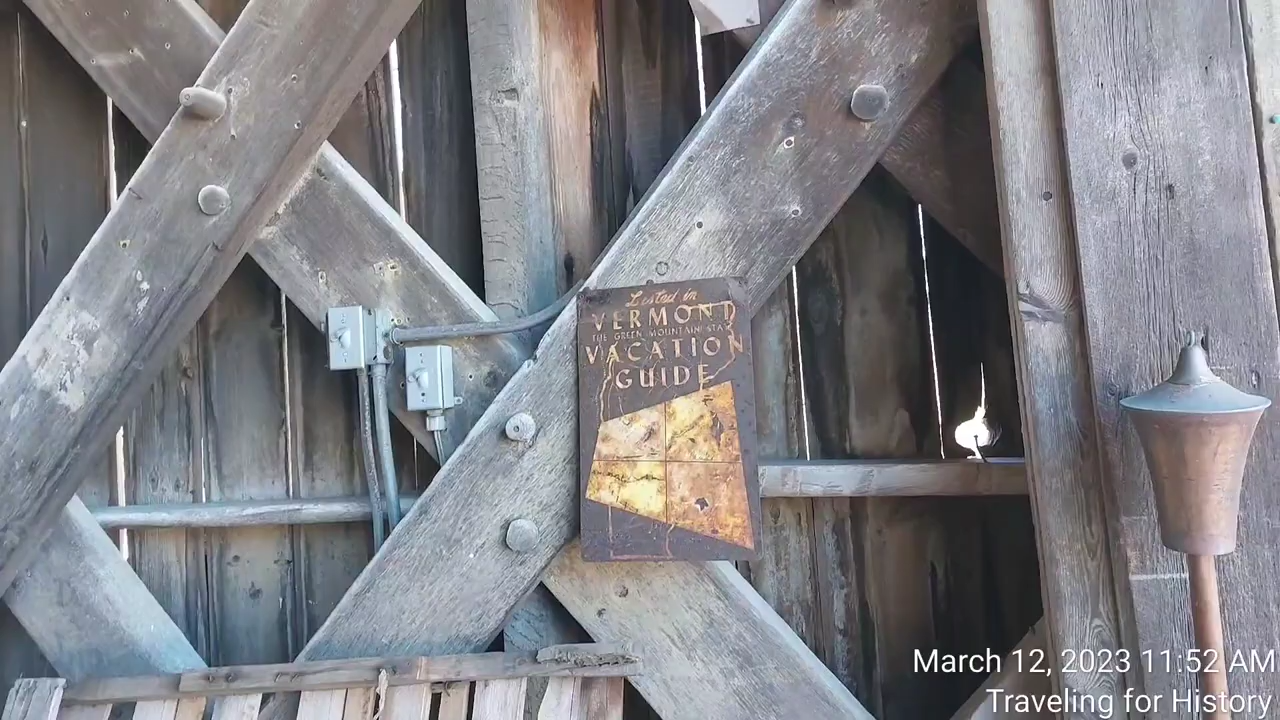 Listed in
VERMONT
THE GREEN MOUNTAIN STATE
VACATION
GUIDE
March 12, 2023 11:52 AM
Traveling for History